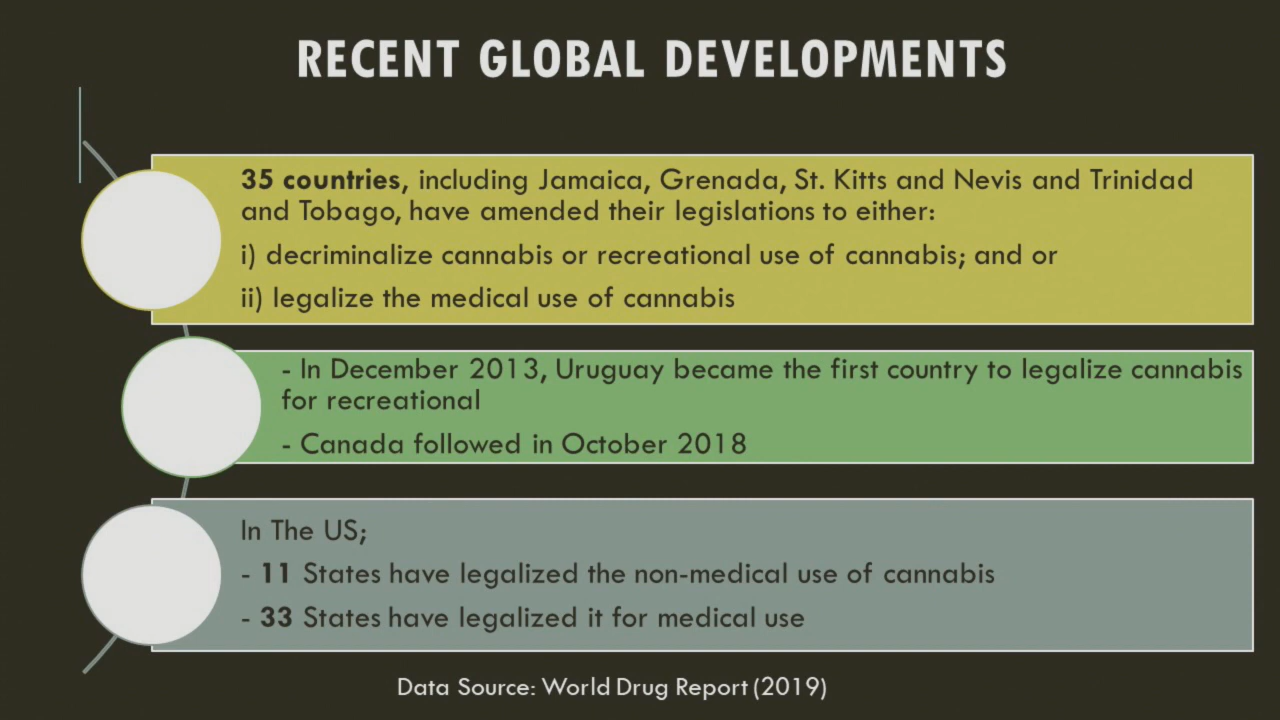 RECENT GLOBAL DEVELOPMENTS
35 countries, including Jamaica, Grenada, St. Kitts and Nevis and Trinidad
and Tobago, have amended their legislations to either:
i) decriminalize cannabis or recreational use of cannabis; and or
ii) legalize the medical use of cannabis
- In December 2013, Uruguay became the first country to legalize cannabis
for recreational
- Canada followed in October 2018
In The US;
- 11 States have legalized the non-medical use of cannabis
- 33 States have legalized it for medical use
Data Source: World Drug Report (2019)